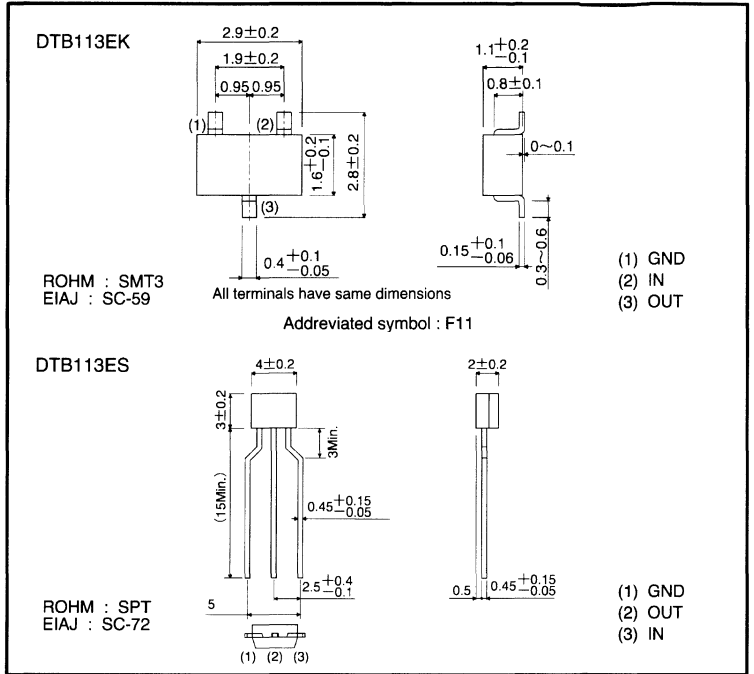 DTB113EK
2.9±0.2
1.9±0.2
0.95 0.95
(1) (2)
(3)
1.6 +0.2 −0.1
2.8±0.2
0.4 +0.1 −0.05
1.1 +0.2 −0.1
0.8±0.1
0~0.1
0.15 +0.1 −0.06
0.3~0.6
ROHM : SMT3
EIAJ : SC-59
All terminals have same dimensions
(1) GND
(2) IN
(3) OUT
Addreviated symbol : F11
DTB113ES
4±0.2
2±0.2
3±0.2
3Min.
(15Min.)
0.45 +0.15 −0.05
2.5 +0.4 −0.1
5
0.5
0.45 +0.15 −0.05
ROHM : SPT
EIAJ : SC-72
(1) (2) (3)
(1) GND
(2) OUT
(3) IN